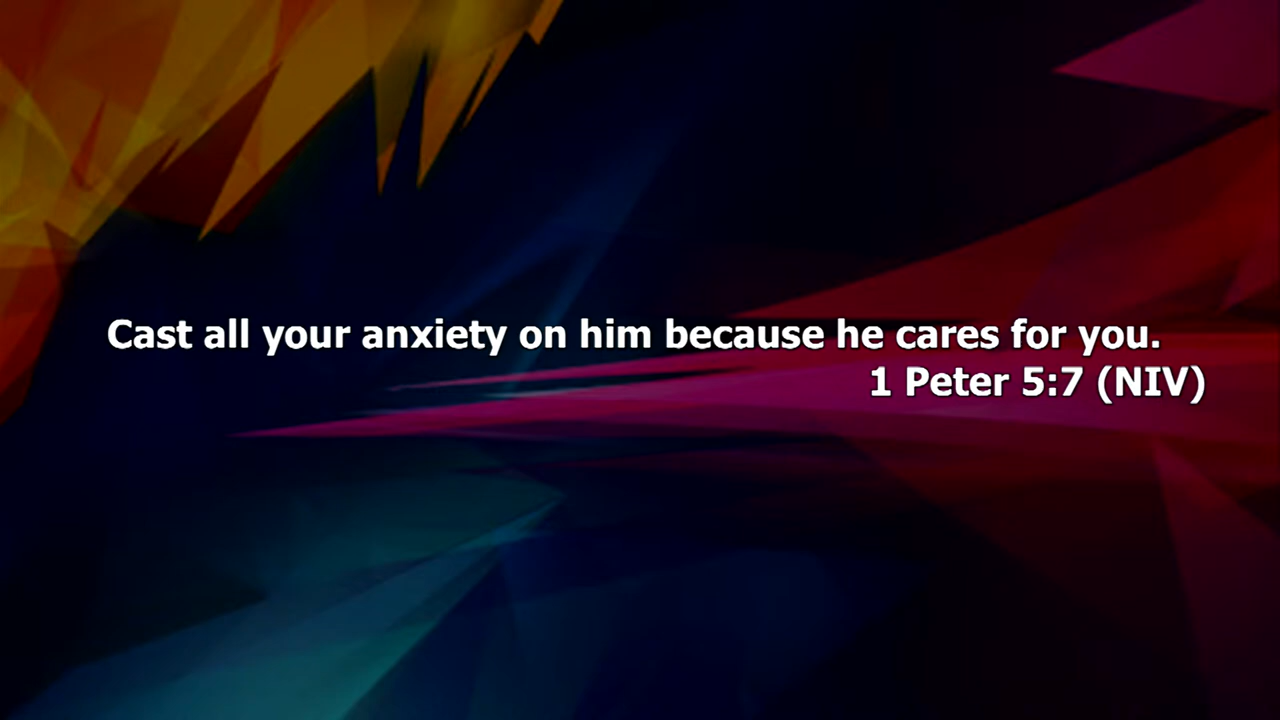 Cast all your anxiety on him because he cares for you.
1 Peter 5:7 (NIV)